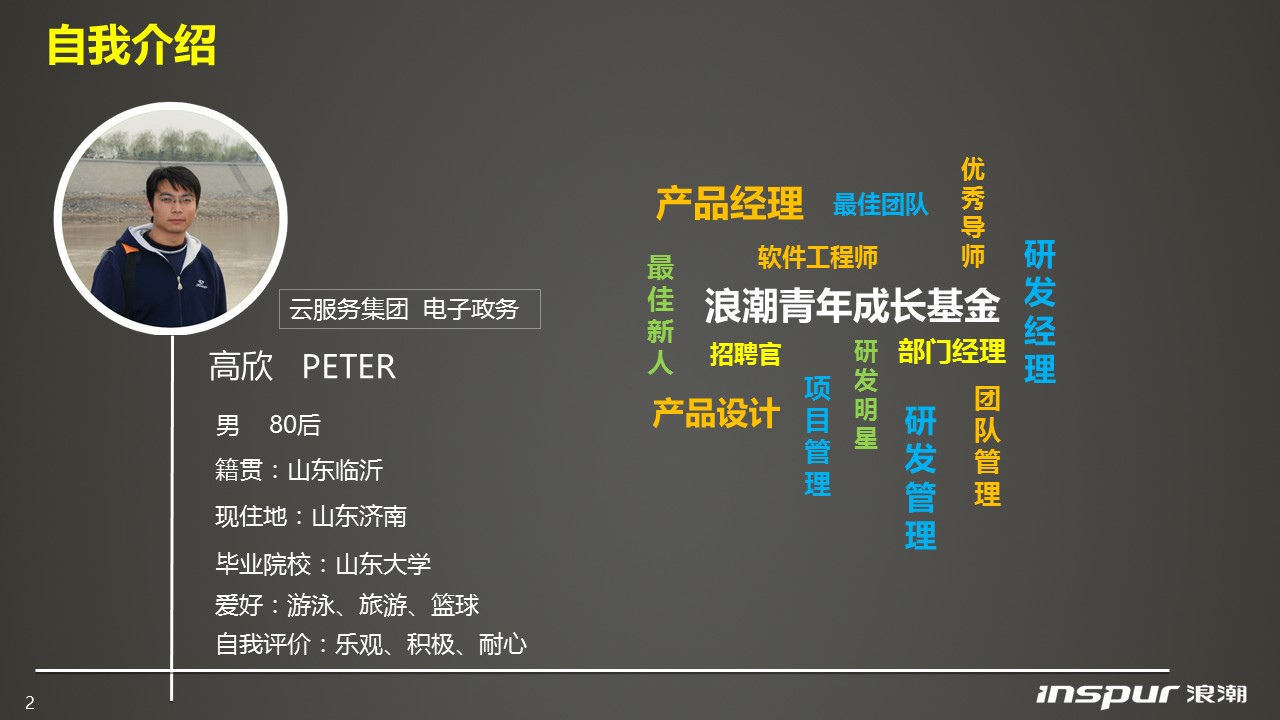 自我介绍
云服务集团 电子政务
高欣 PETER
男 80后
籍贯：山东临沂
现住地：山东济南
毕业院校：山东大学
爱好：游泳、旅游、篮球
自我评价：乐观、积极、耐心
产品经理
最佳团队
优秀导师
软件工程师
研发经理
最佳新人
浪潮青年成长基金
招聘官
研发明星
部门经理
产品设计
项目管理
研发管理
团队管理
2
inspur 浪潮